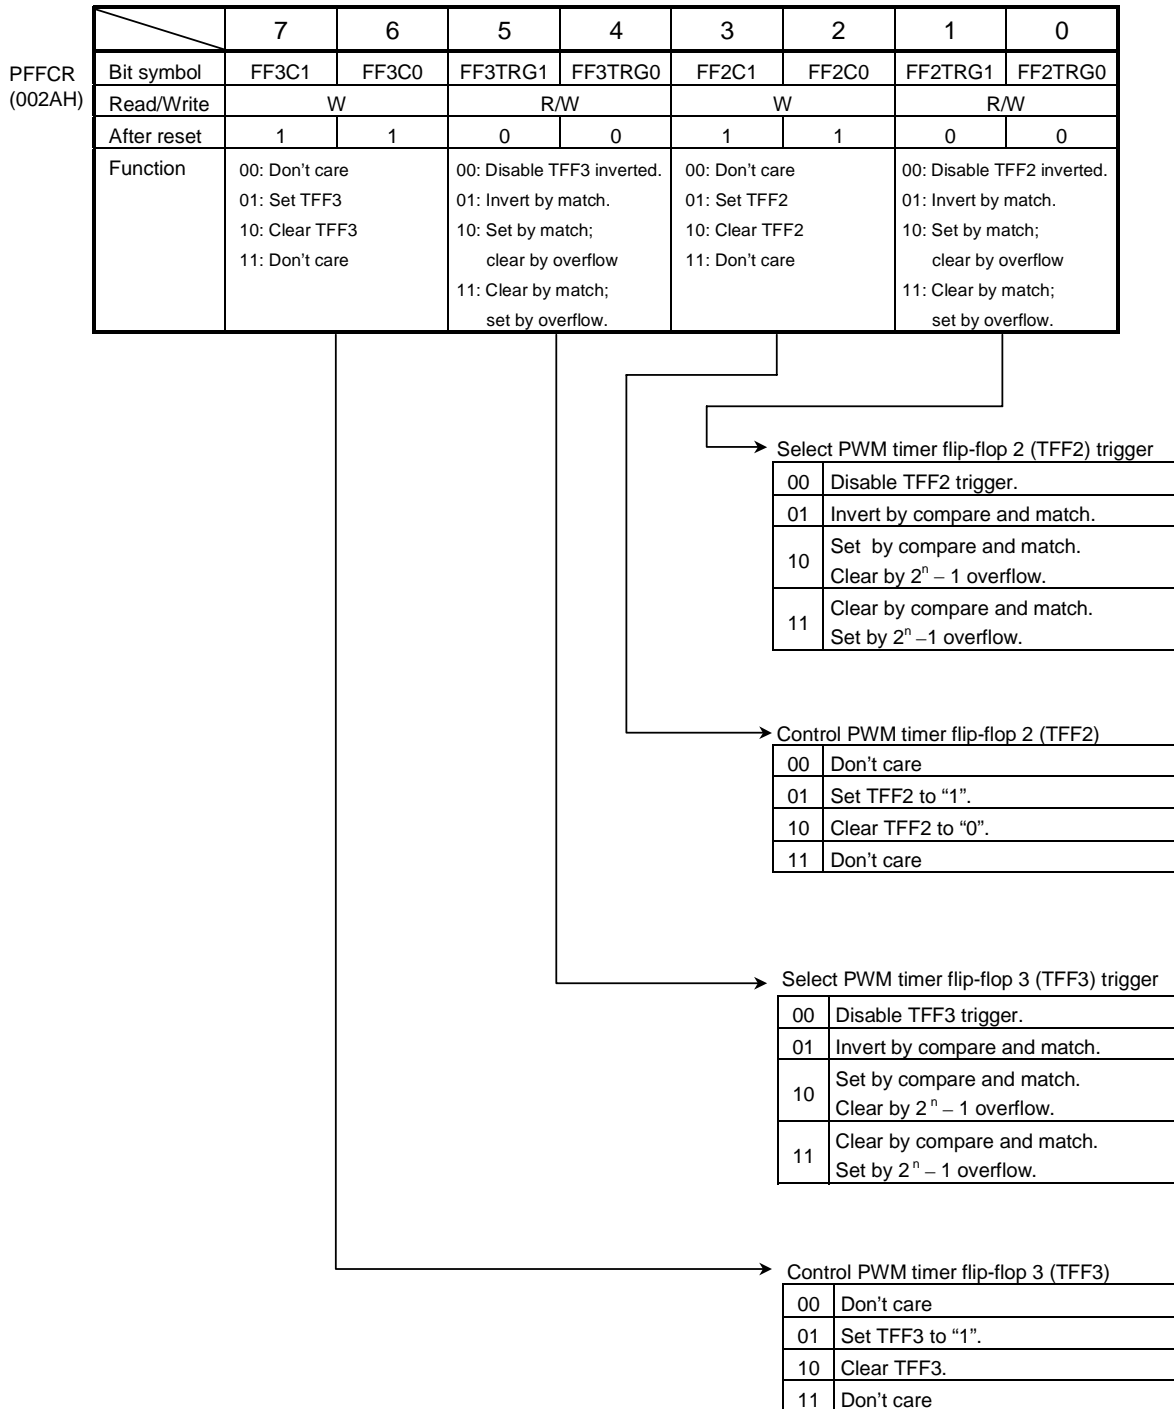 7 6 5 4 3 2 1 0
PFFCR
(002AH)
Bit symbol FF3C1 FF3C0 FF3TRG1 FF3TRG0 FF2C1 FF2C0 FF2TRG1 FF2TRG0
Read/Write W R/W W R/W
After reset 1 1 0 0 1 1 0 0
Function
00: Don’t care
01: Set TFF3
10: Clear TFF3
11: Don’t care
00: Disable TFF3 inverted.
01: Invert by match.
10: Set by match;
clear by overflow
11: Clear by match;
set by overflow.
00: Don’t care
01: Set TFF2
10: Clear TFF2
11: Don’t care
00: Disable TFF2 inverted.
01: Invert by match.
10: Set by match;
clear by overflow
11: Clear by match;
set by overflow.
Select PWM timer flip-flop 2 (TFF2) trigger
00 Disable TFF2 trigger.
01 Invert by compare and match.
10 Set by compare and match.
Clear by 2ⁿ – 1 overflow.
11 Clear by compare and match.
Set by 2ⁿ –1 overflow.
Control PWM timer flip-flop 2 (TFF2)
00 Don’t care
01 Set TFF2 to “1”.
10 Clear TFF2 to “0”.
11 Don’t care
Select PWM timer flip-flop 3 (TFF3) trigger
00 Disable TFF3 trigger.
01 Invert by compare and match.
10 Set by compare and match.
Clear by 2ⁿ – 1 overflow.
11 Clear by compare and match.
Set by 2ⁿ – 1 overflow.
Control PWM timer flip-flop 3 (TFF3)
00 Don’t care
01 Set TFF3 to “1”.
10 Clear TFF3.
11 Don’t care